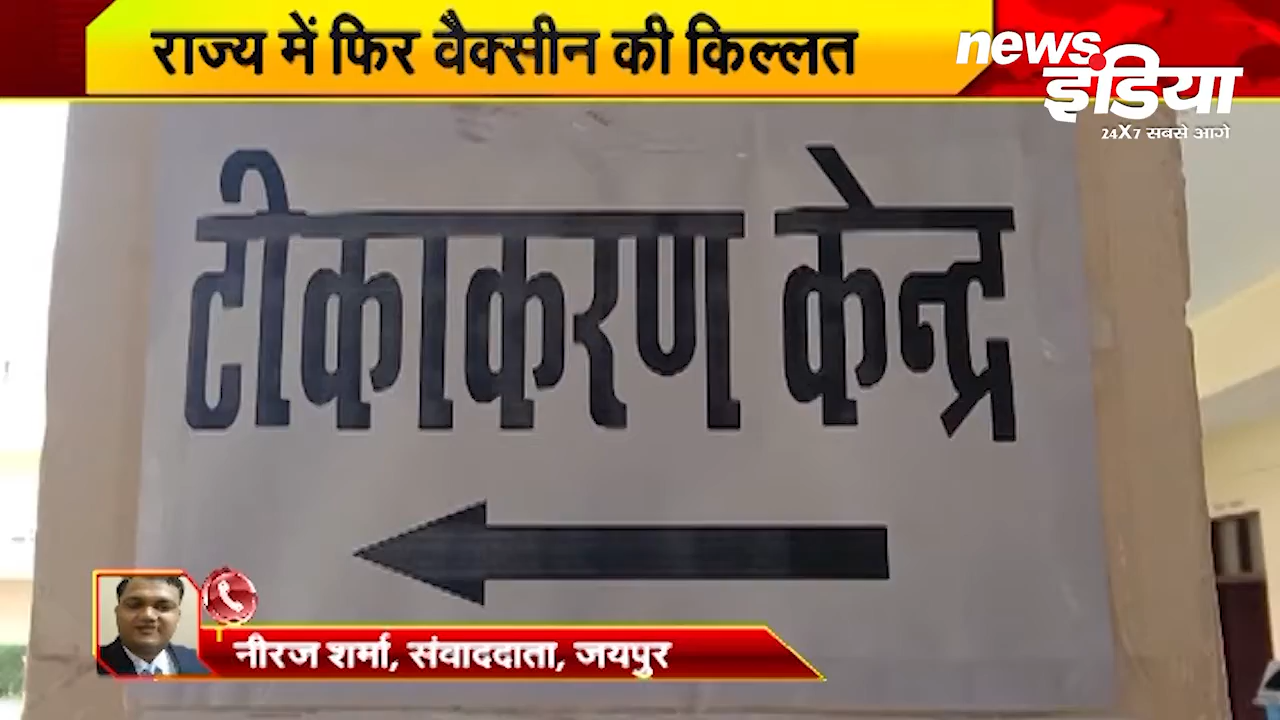 राज्य में फिर वैक्सीन की किल्लत
news
इंडिया
24X7 सबसे आगे
टीकाकरण केन्द्र
नीरज शर्मा, संवाददाता, जयपुर